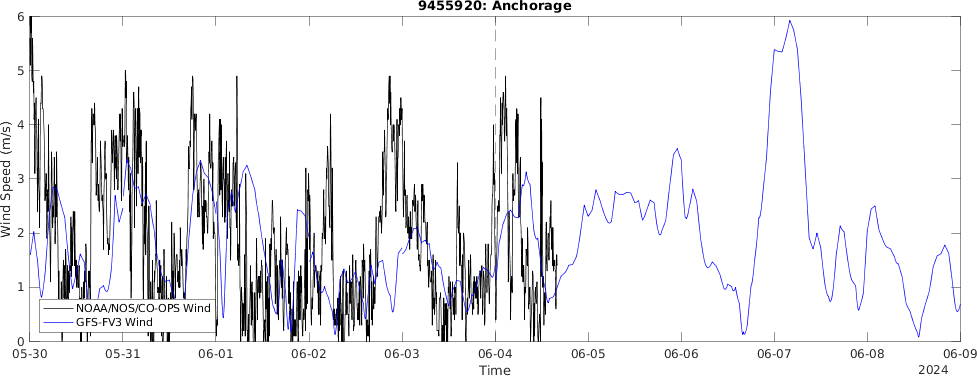 9455920: Anchorage
Wind Speed (m/s)
6
5
4
3
2
1
0
NOAA/NOS/CO-OPS Wind
GFS-FV3 Wind
05-30 05-31 06-01 06-02 06-03 06-04 06-05 06-06 06-07 06-08 06-09
Time
2024